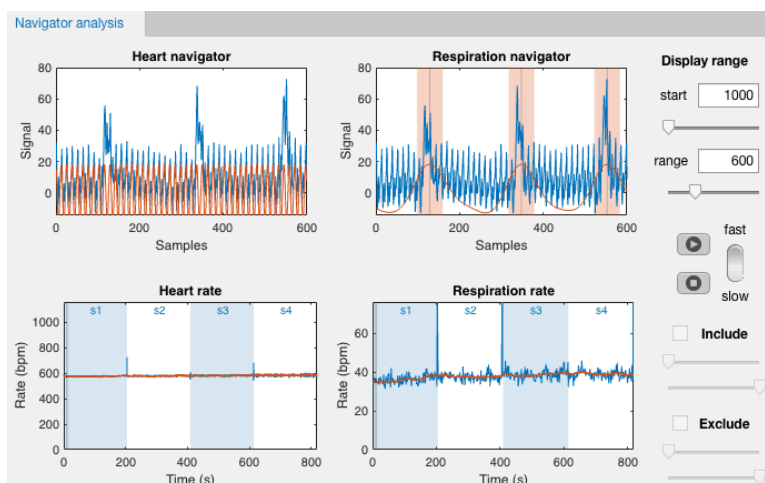 Navigator analysis
Heart navigator
80
60
40
20
0
Signal
0 200 400 600
Samples
Respiration navigator
80
60
40
20
0
Signal
0 200 400 600
Samples
Display range
start 1000
range 600
fast
slow
Heart rate
s1 s2 s3 s4
1000
800
600
400
200
0
Rate (bpm)
0 200 400 600 800
Time (s)
Respiration rate
s1 s2 s3 s4
60
40
20
0
Rate (bpm)
0 200 400 600 800
Time (s)
Include
Exclude